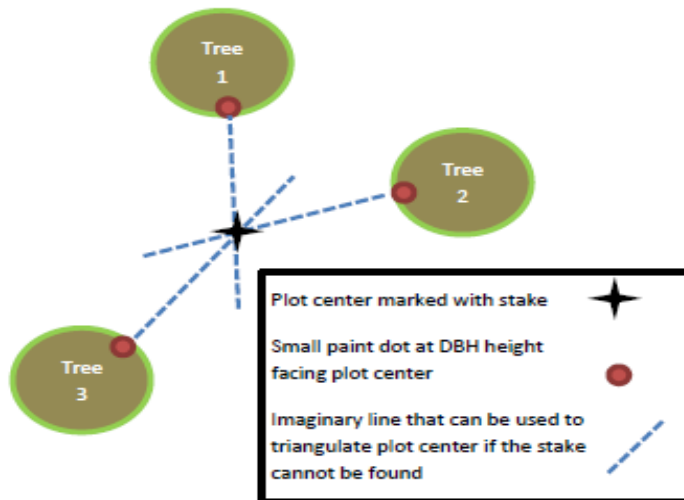 Tree
1
Tree
2
Plot center marked with stake
Small paint dot at DBH height
facing plot center
Tree
3
Imaginary line that can be used to
triangulate plot center if the stake
cannot be found